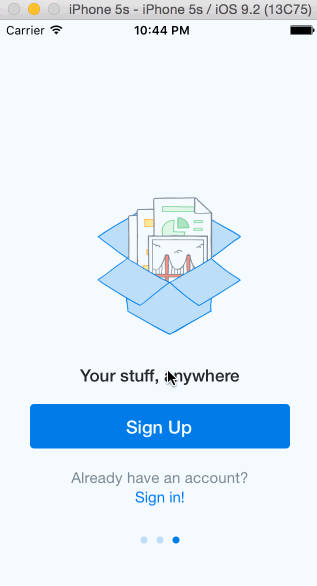 iPhone 5s - iPhone 5s / iOS 9.2 (13C75)
Carrier 10:44 PM
Your stuff, anywhere
Sign Up
Already have an account?
Sign in!